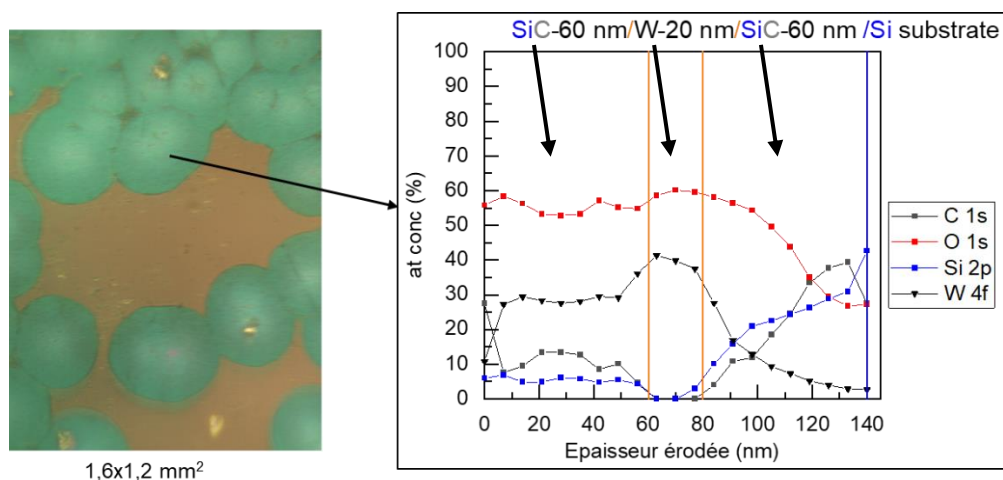 SiC-60 nm/W-20 nm/SiC-60 nm /Si substrate
100
90
80
70
60
50
40
30
20
10
0
at conc (%)
0 20 40 60 80 100 120 140
Epaisseur érodée (nm)
C 1s
O 1s
Si 2p
W 4f
1,6x1,2 mm²